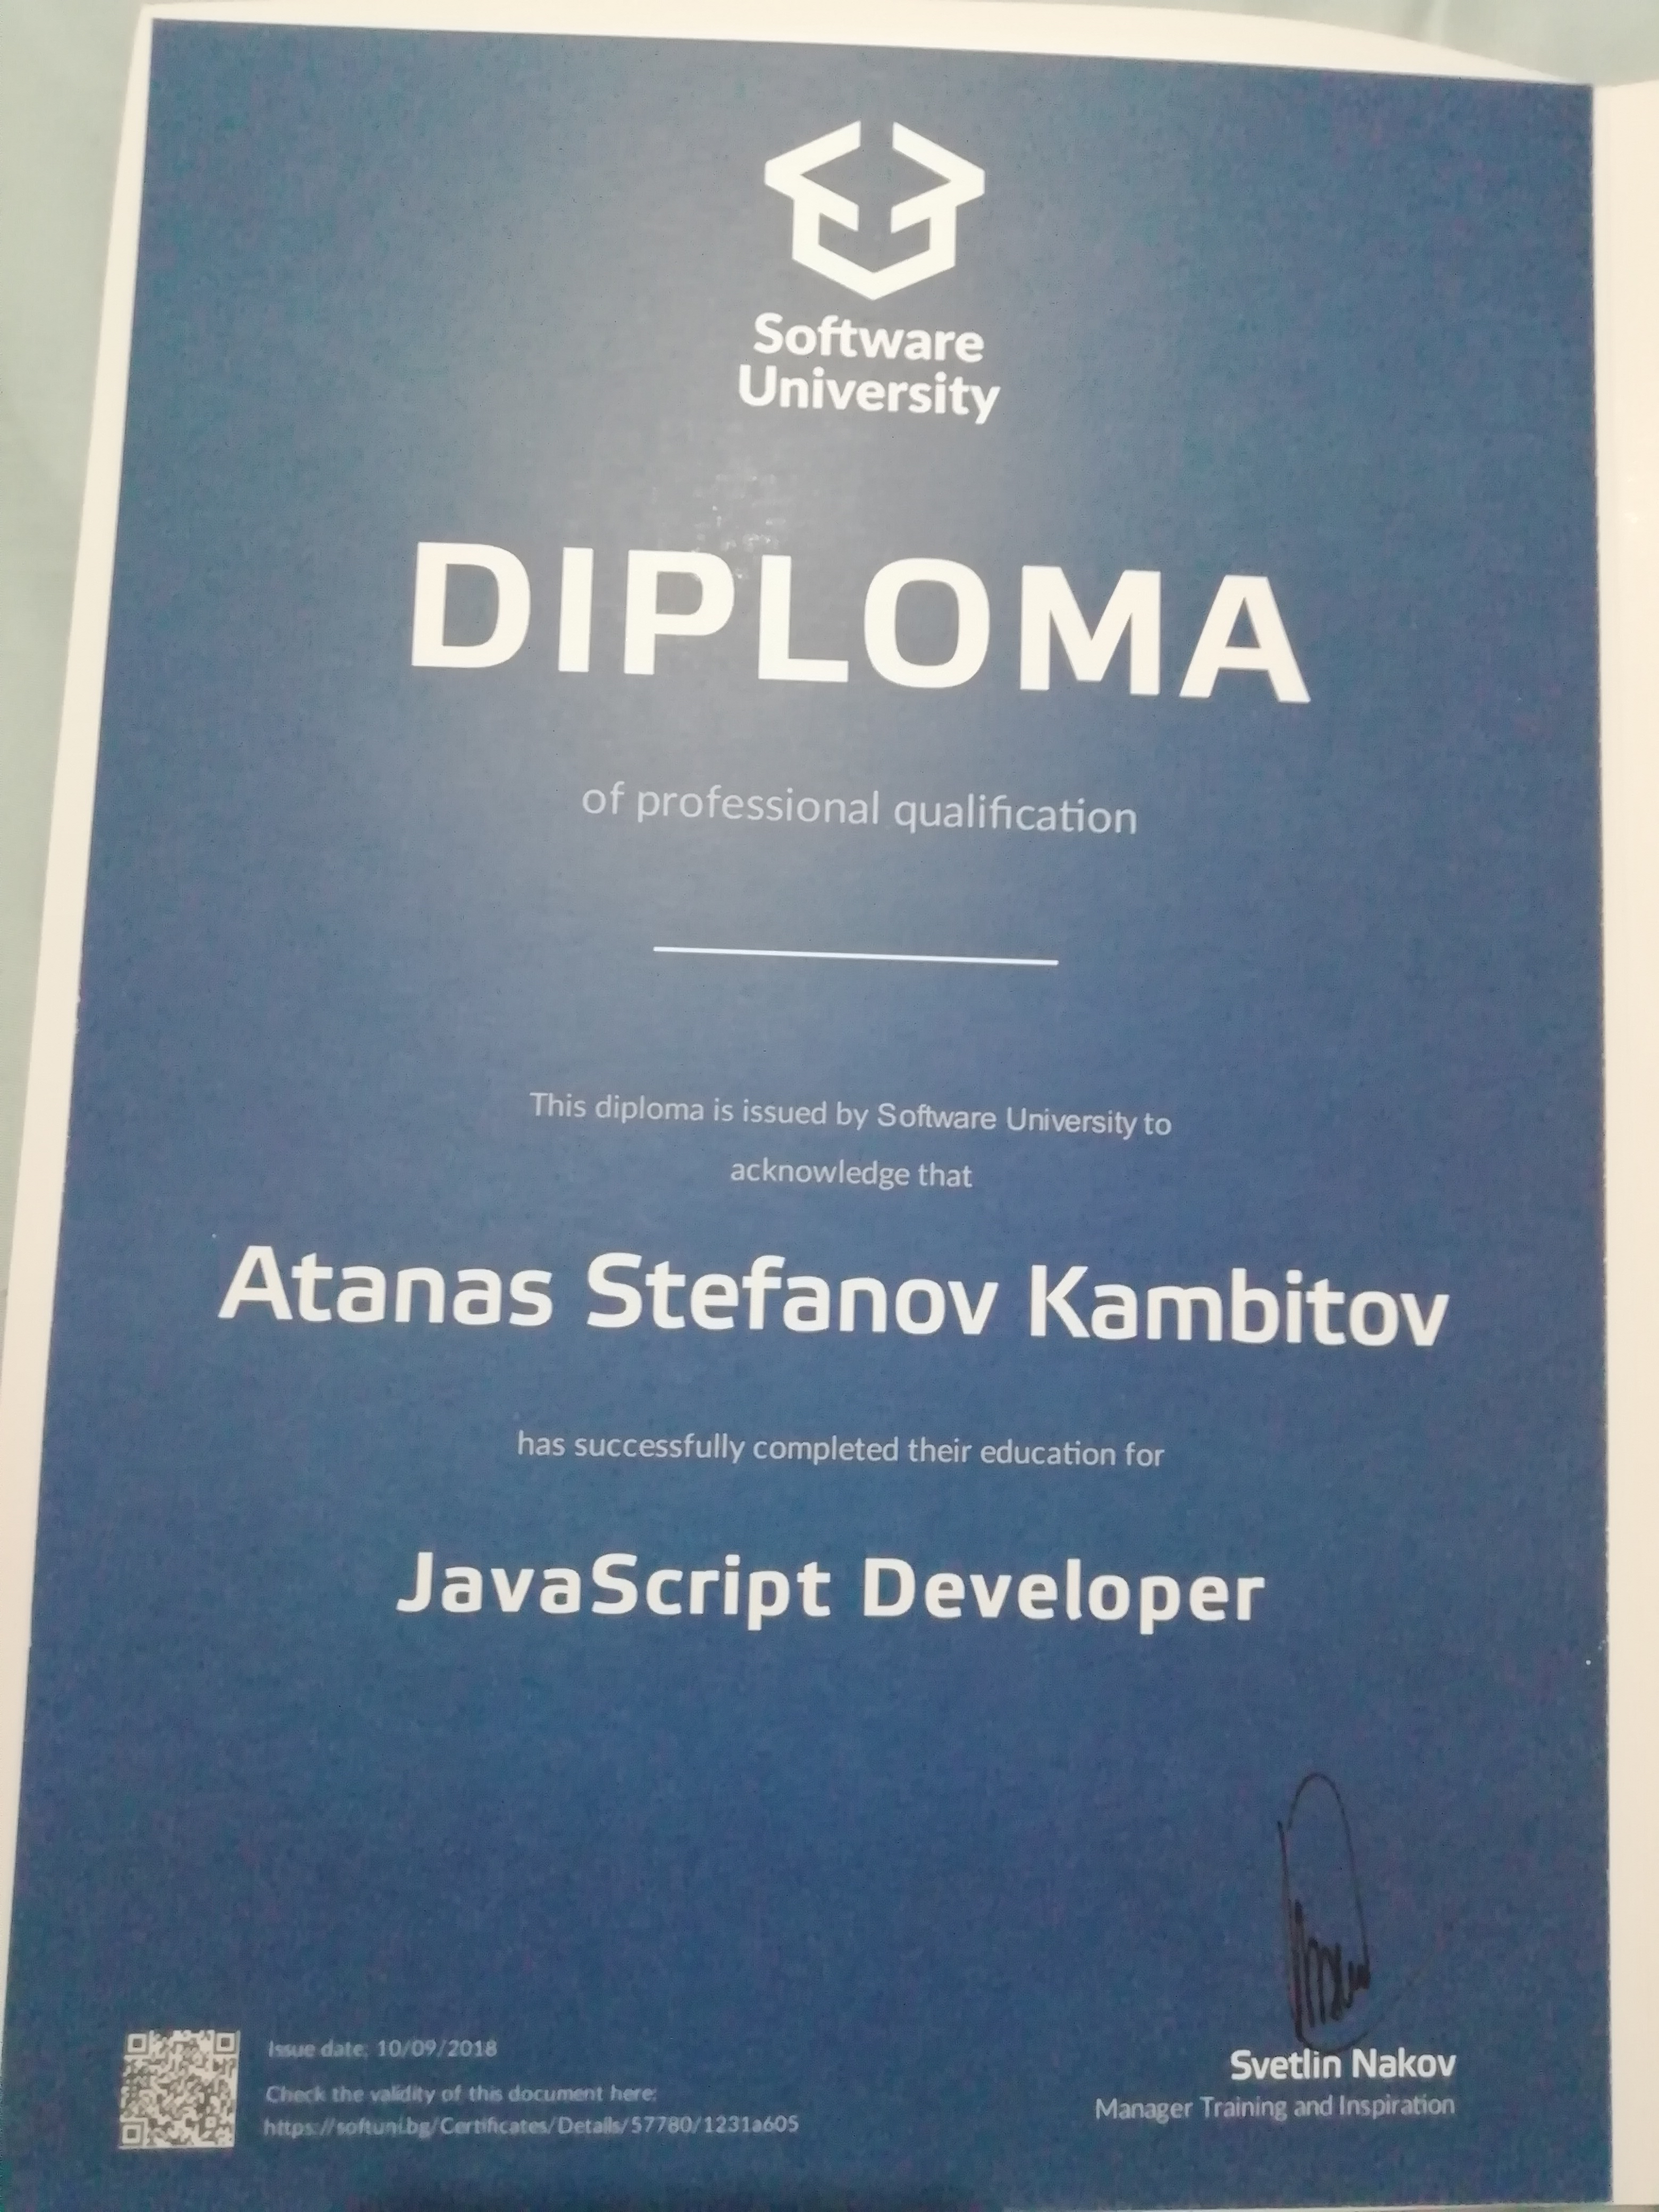 Software
University
DIPLOMA
of professional qualification
This diploma is issued by Software University to
acknowledge that
Atanas Stefanov Kambitov
has successfully completed their education for
JavaScript Developer
Issue date: 10/09/2018
Check the validity of this document here:
https://softuni.bg/Certificates/Details/57780/1231a605
Svetlin Nakov
Manager Training and Inspiration